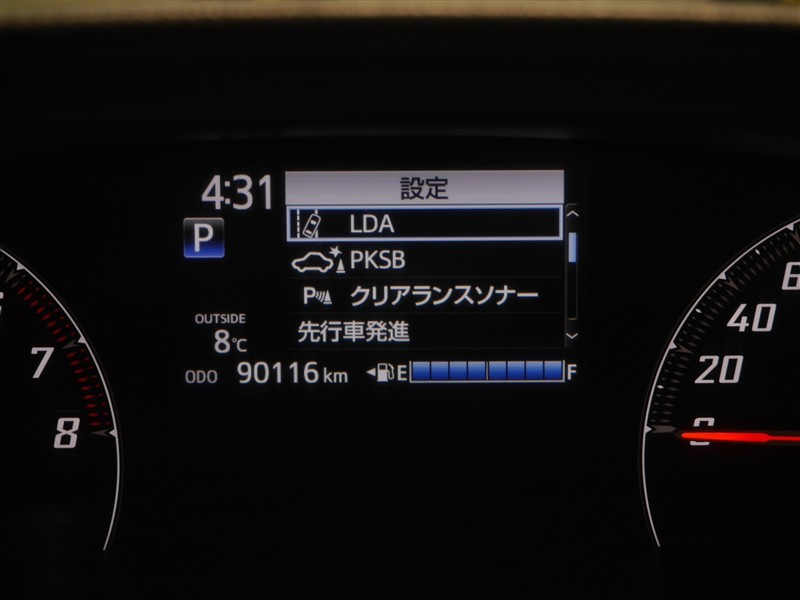 4:31
設定
P
LDA
PKSB
P クリアランスソナー
先行車発進
OUTSIDE
8℃
ODO 90116 km
E F
7
8
60
40
20
0